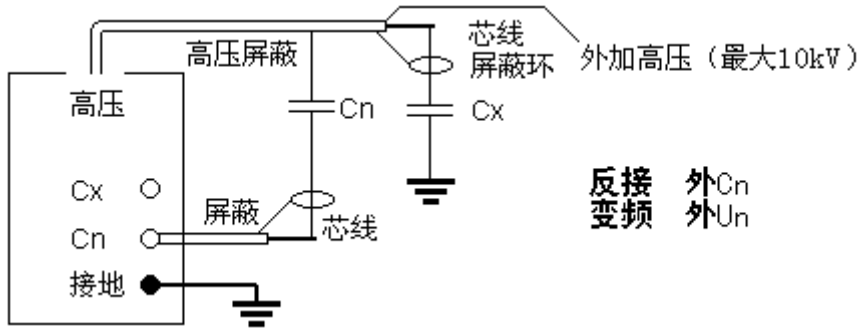 芯线
高压屏蔽
屏蔽环
外加高压（最大10kV）
高压
Cn
Cx
Cx
反接 外Cn
屏蔽
变频 外Un
芯线
Cn
接地